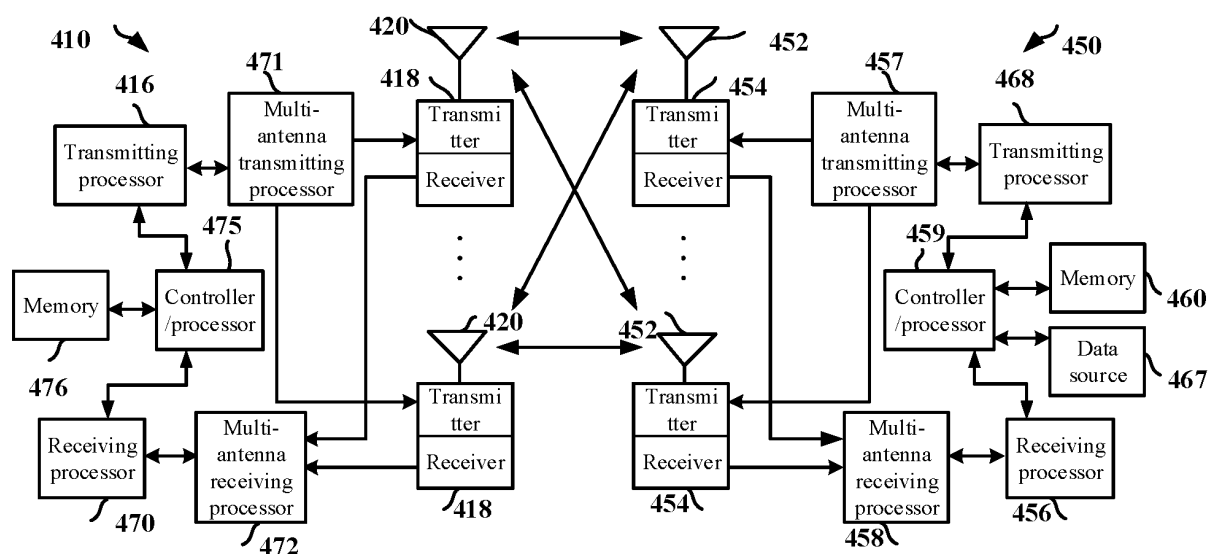 410
420
452
450
416
471
418
454
457
468
Transmitting
processor
Multi-
antenna
transmitting
processor
Transmi
tter
Receiver
Transmi
tter
Receiver
Multi-
antenna
transmitting
processor
Transmitting
processor
475
459
Memory
Controller
/processor
Controller
/processor
Memory
460
476
420
452
Data
source
467
Receiving
processor
Multi-
antenna
receiving
processor
Transmi
tter
Receiver
Transmi
tter
Receiver
Multi-
antenna
receiving
processor
Receiving
processor
470
472
418
454
458
456